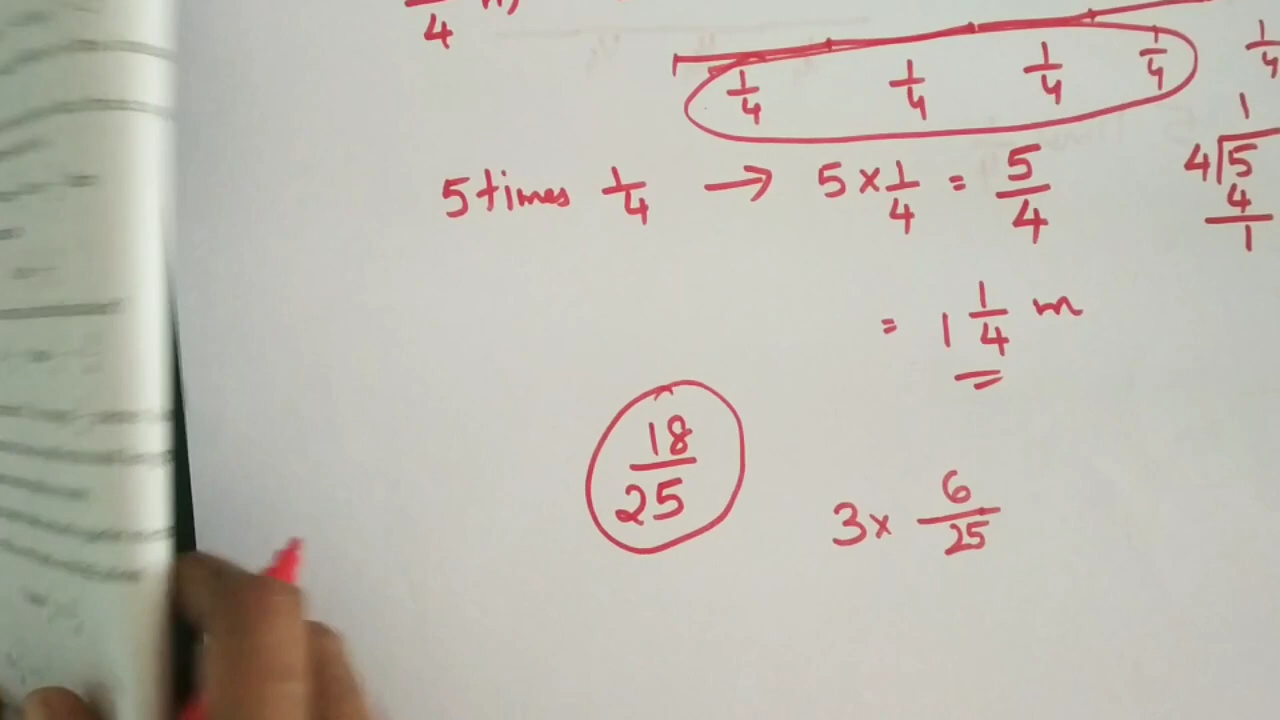 4
1/4 1/4 1/4 1/4 1/4
5 times 1/4 → 5 × 1/4 = 5/4
1
4 5
4
1
= 1 1/4 m
18/25
3 × 6/25